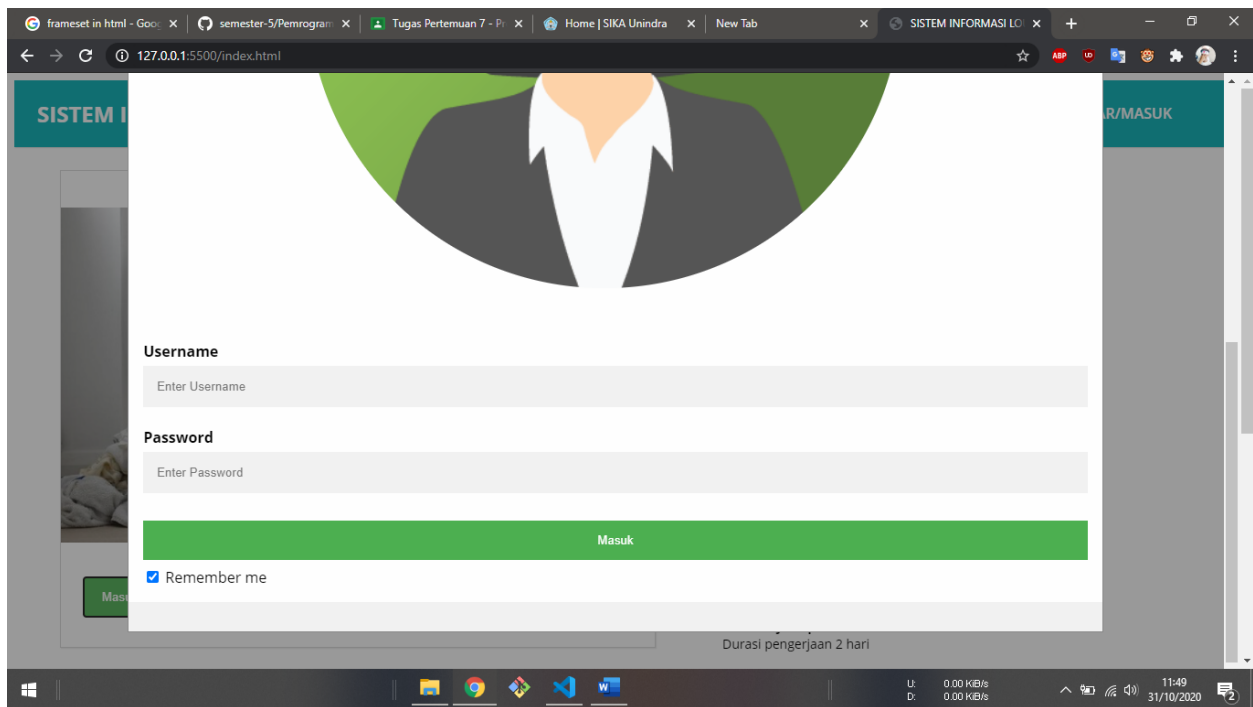 frameset in html - Goog
semester-5/Pemrogram
Tugas Pertemuan 7 - Pr
Home | SIKA Unindra
New Tab
SISTEM INFORMASI LO
127.0.0.1:5500/index.html
ABP
SISTEM I
R/MASUK
Username
Enter Username
Password
Enter Password
Masuk
Remember me
Mas
Durasi pengerjaan 2 hari
U: 0.00 KiB/s
D: 0.00 KiB/s
11:49
31/10/2020
2